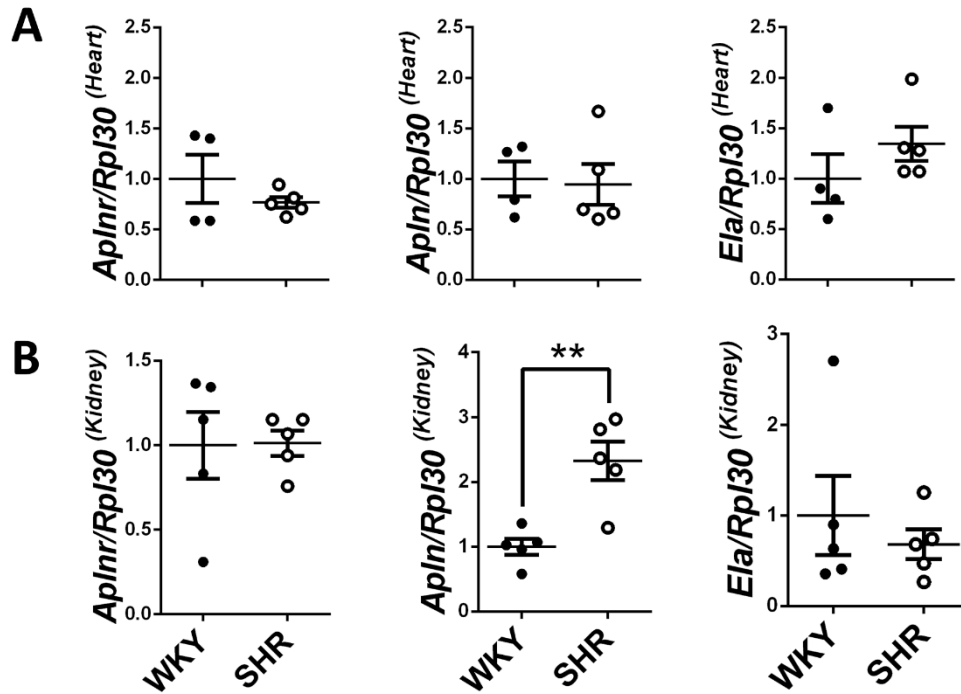 A
Aplnr/Rpl30 (Heart)
2.5
2.0
1.5
1.0
0.5
0.0
Apln/Rpl30 (Heart)
2.5
2.0
1.5
1.0
0.5
0.0
Ela/Rpl30 (Heart)
2.5
2.0
1.5
1.0
0.5
0.0
B
Aplnr/Rpl30 (Kidney)
1.5
1.0
0.5
0.0
WKY
SHR
Apln/Rpl30 (Kidney)
4
3
2
1
0
**
WKY
SHR
Ela/Rpl30 (Kidney)
3
2
1
0
WKY
SHR